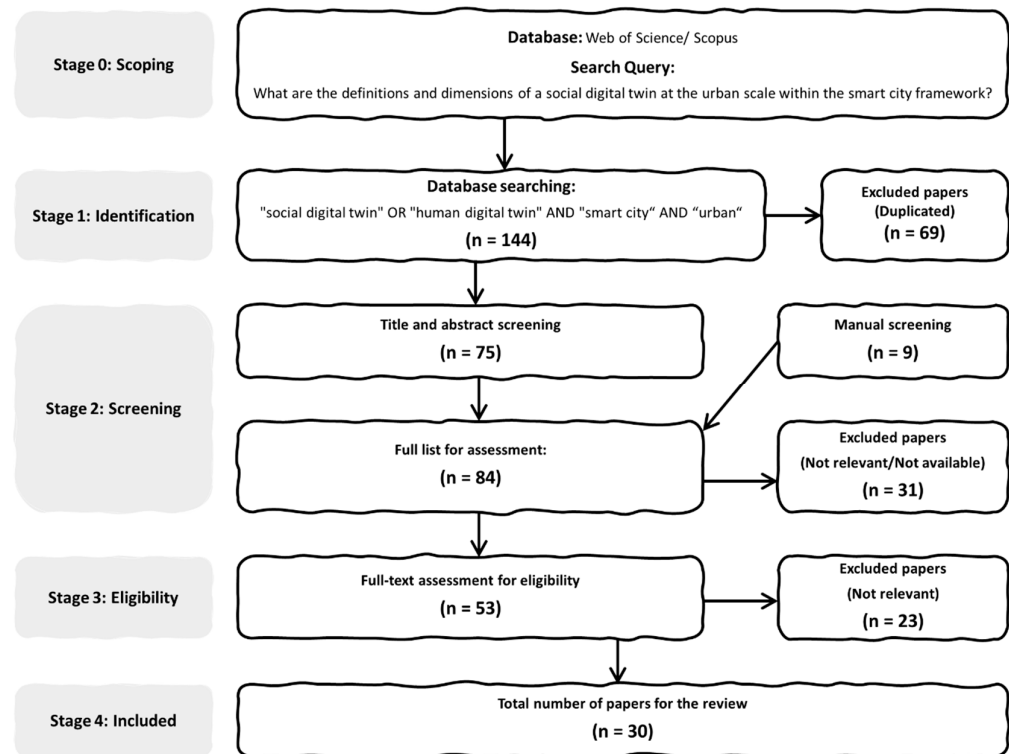 Stage 0: Scoping
Database: Web of Science/ Scopus
Search Query:
What are the definitions and dimensions of a social digital twin at the urban scale within the smart city framework?
Stage 1: Identification
Database searching:
"social digital twin" OR "human digital twin" AND "smart city“ AND “urban“
(n = 144)
Excluded papers
(Duplicated)
(n = 69)
Stage 2: Screening
Title and abstract screening
(n = 75)
Manual screening
(n = 9)
Full list for assessment:
(n = 84)
Excluded papers
(Not relevant/Not available)
(n = 31)
Stage 3: Eligibility
Full-text assessment for eligibility
(n = 53)
Excluded papers
(Not relevant)
(n = 23)
Stage 4: Included
Total number of papers for the review
(n = 30)